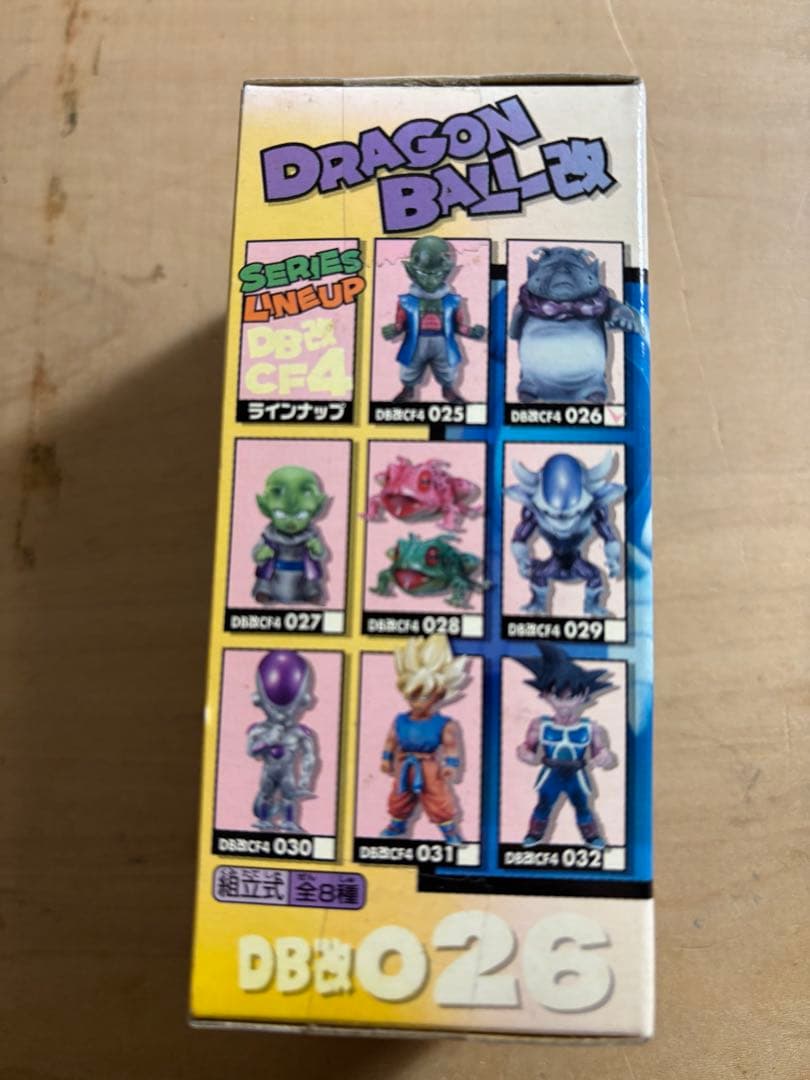 DRAGON
BALL改
SERIES
LINEUP
DB改
CF4
ラインナップ
DB改CF4 025
DB改CF4 026
DB改CF4 027
DB改CF4 028
DB改CF4 029
DB改CF4 030
DB改CF4 031
DB改CF4 032
組立式 全8種
DB改026